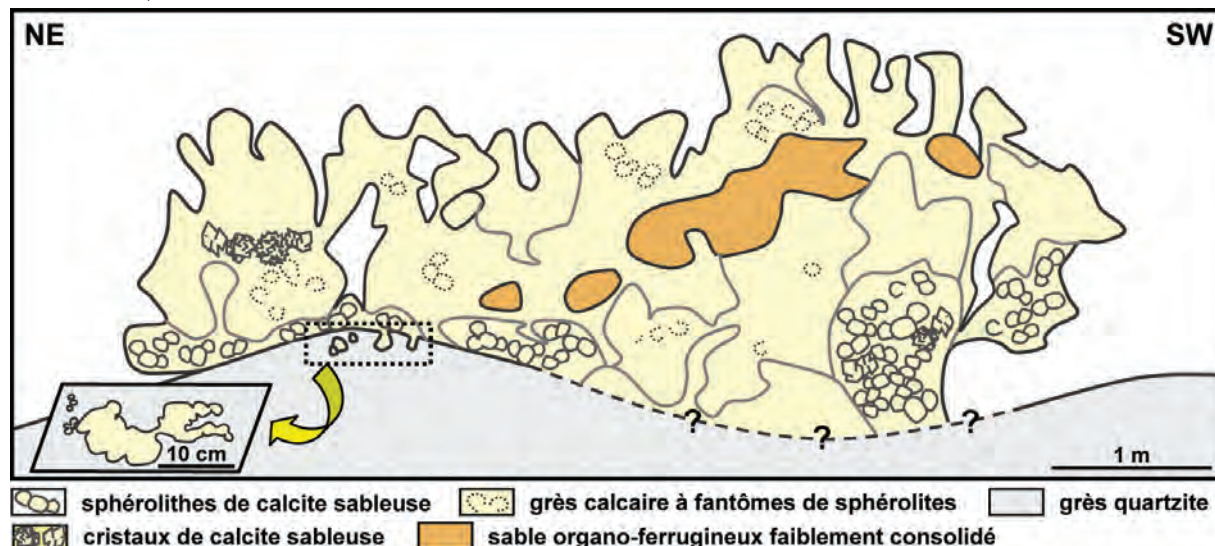 NE SW
? ? ?
10 cm 1 m
sphérolithes de calcite sableuse grès calcaire à fantômes de sphérolites grès quartzite
cristaux de calcite sableuse sable organo-ferrugineux faiblement consolidé